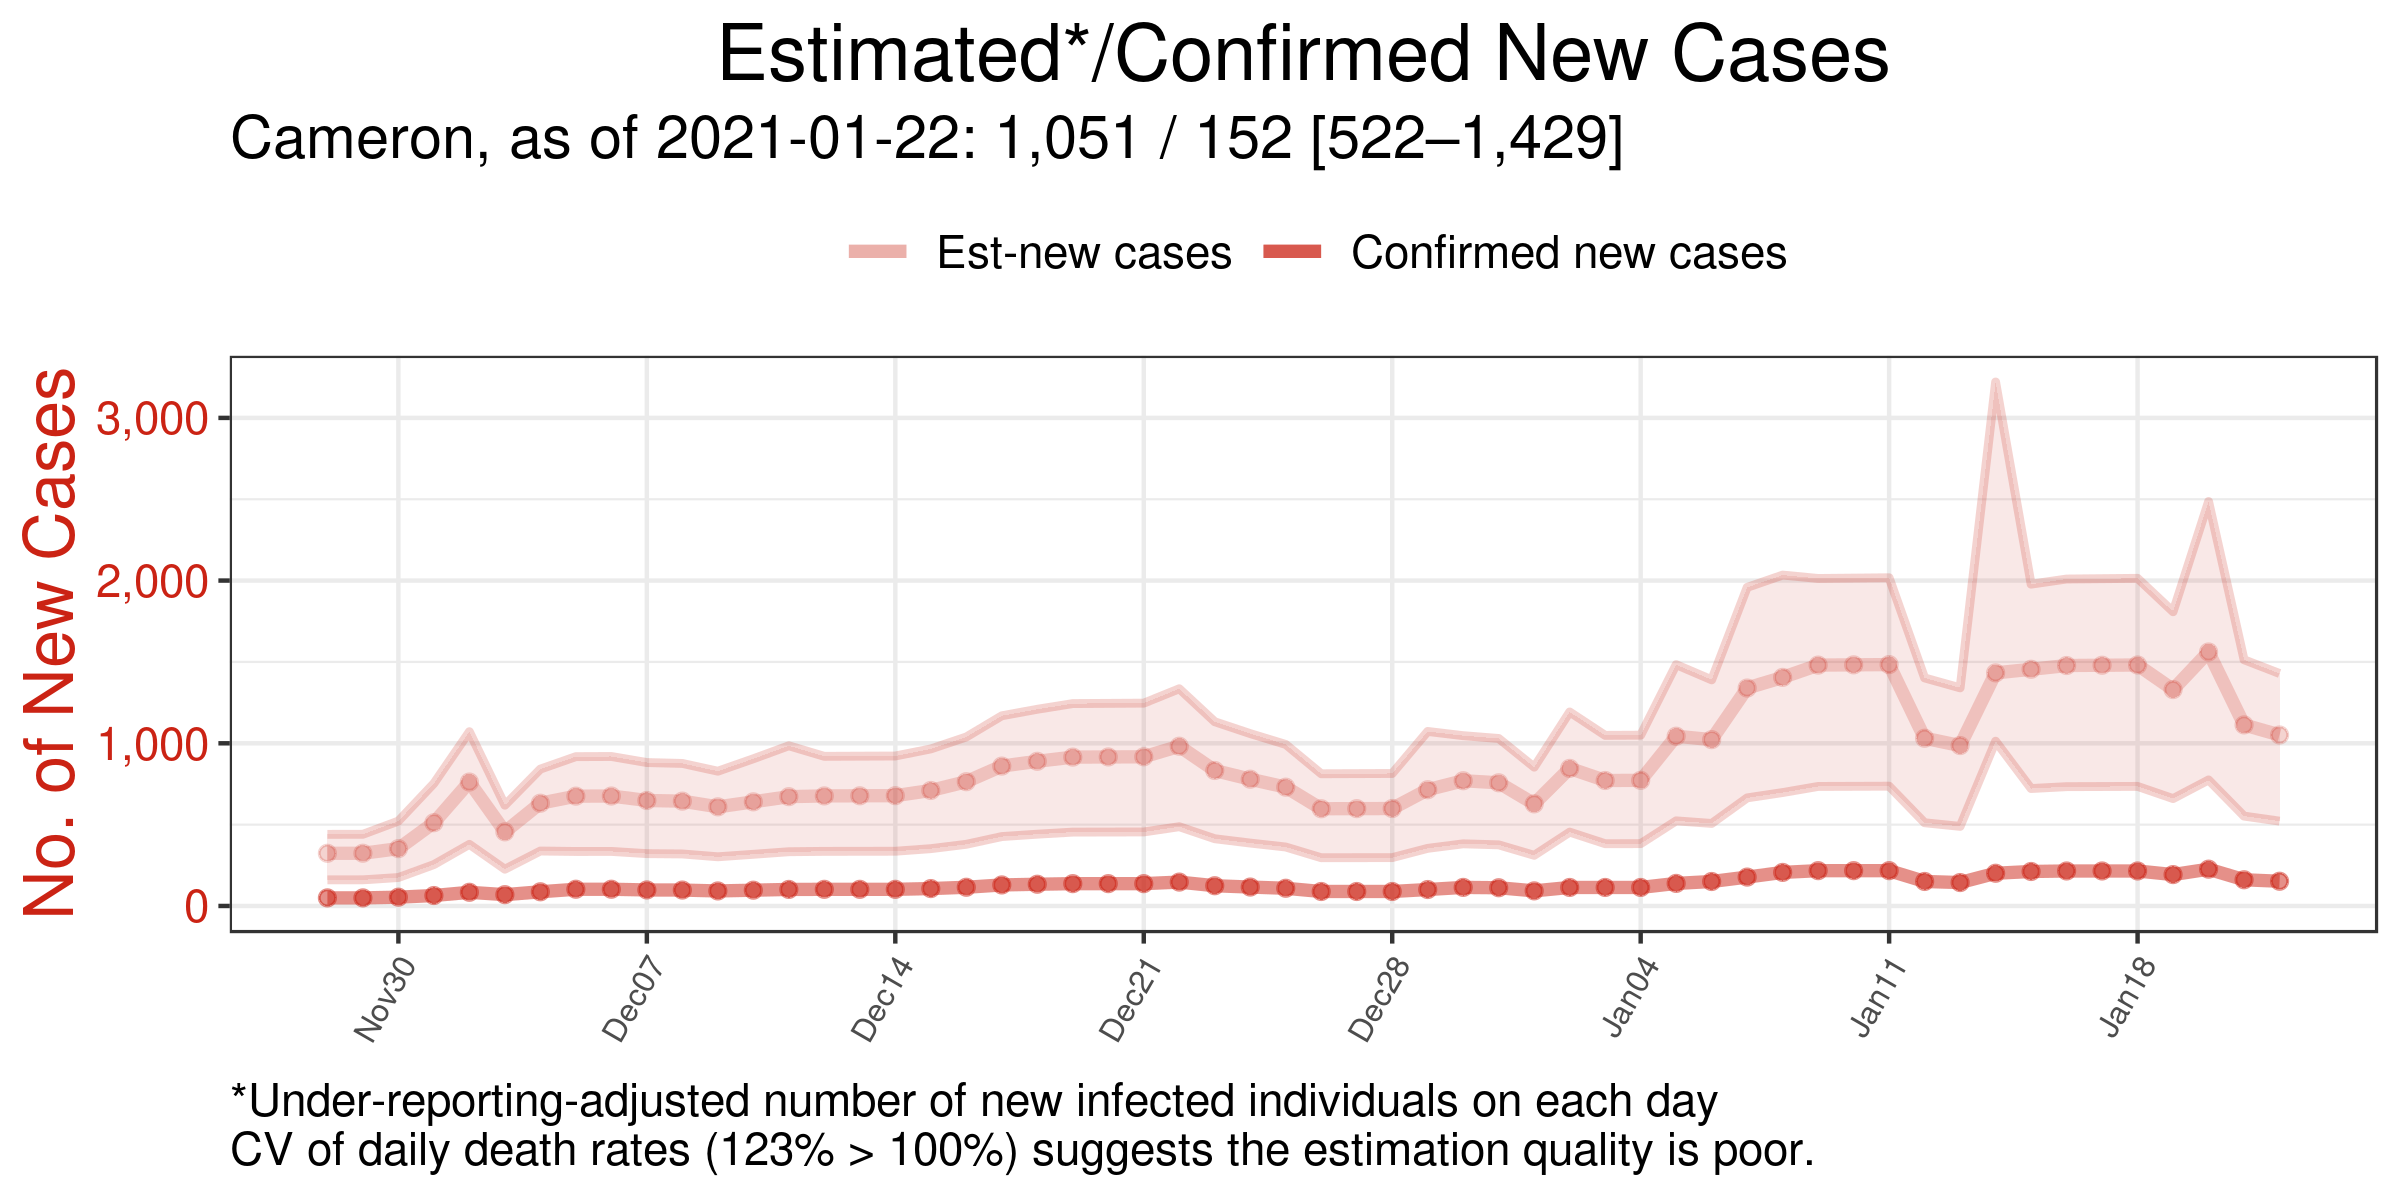 Estimated*/Confirmed New Cases
Cameron, as of 2021-01-22: 1,051 / 152 [522–1,429]
Est-new cases
Confirmed new cases
No. of New Cases
3,000
2,000
1,000
0
Nov30
Dec07
Dec14
Dec21
Dec28
Jan04
Jan11
Jan18
*Under-reporting-adjusted number of new infected individuals on each day
CV of daily death rates (123% > 100%) suggests the estimation quality is poor.